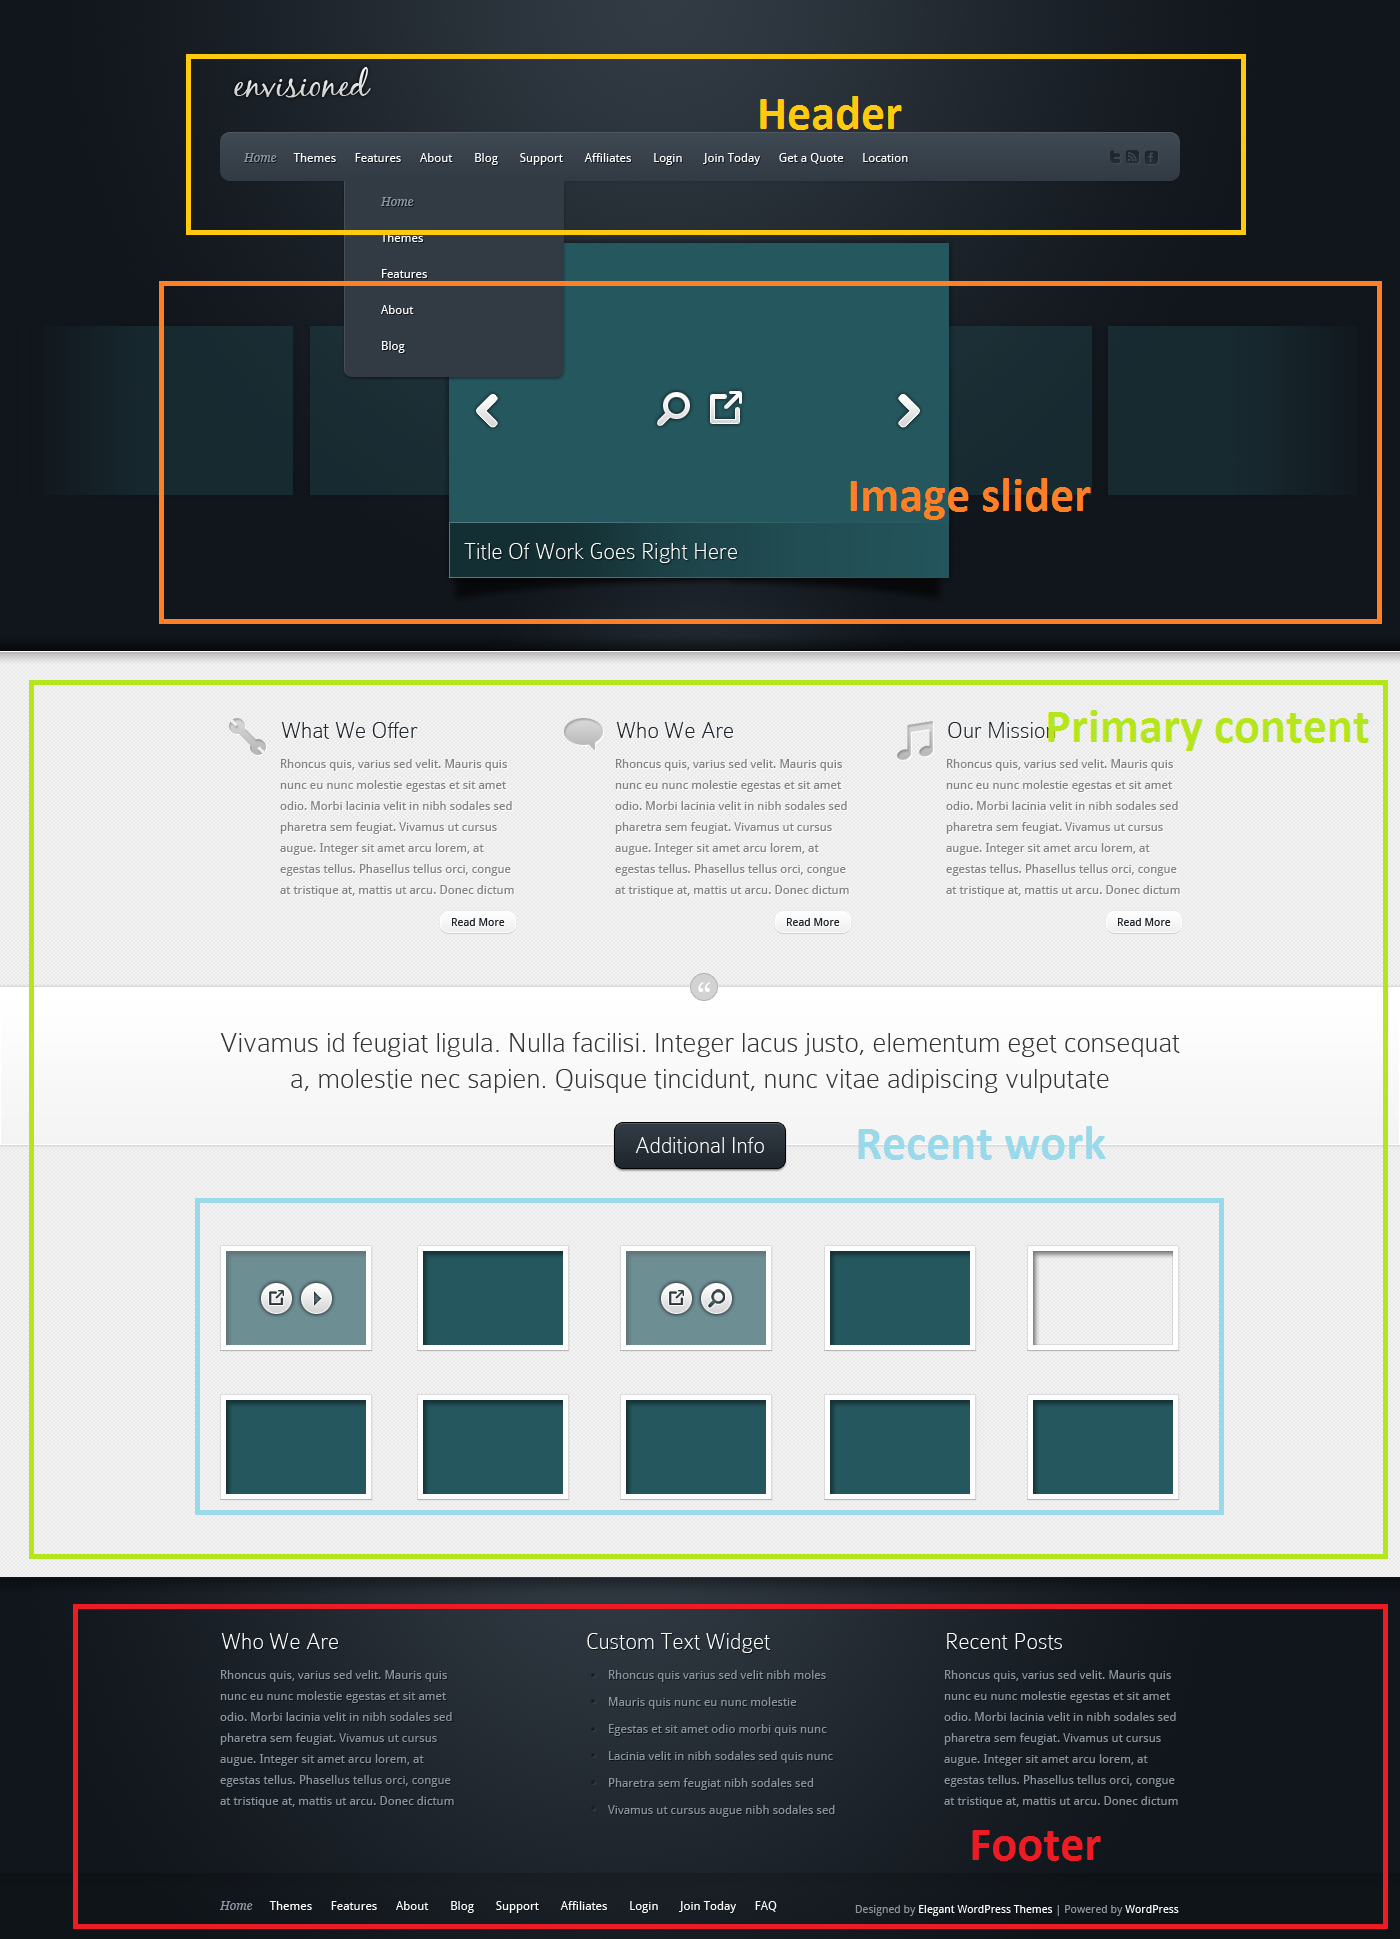 envisioned
Header
Home Themes Features About Blog Support Affiliates Login Join Today Get a Quote Location
Home
Themes
Features
About
Blog
Image slider
Title Of Work Goes Right Here
Primary content
What We Offer
Rhoncus quis, varius sed velit. Mauris quis
nunc eu nunc molestie egestas et sit amet
odio. Morbi lacinia velit in nibh sodales sed
pharetra sem feugiat. Vivamus ut cursus
augue. Integer sit amet arcu lorem, at
egestas tellus. Phasellus tellus orci, congue
at tristique at, mattis ut arcu. Donec dictum
Read More
Who We Are
Rhoncus quis, varius sed velit. Mauris quis
nunc eu nunc molestie egestas et sit amet
odio. Morbi lacinia velit in nibh sodales sed
pharetra sem feugiat. Vivamus ut cursus
augue. Integer sit amet arcu lorem, at
egestas tellus. Phasellus tellus orci, congue
at tristique at, mattis ut arcu. Donec dictum
Read More
Our Mission
Rhoncus quis, varius sed velit. Mauris quis
nunc eu nunc molestie egestas et sit amet
odio. Morbi lacinia velit in nibh sodales sed
pharetra sem feugiat. Vivamus ut cursus
augue. Integer sit amet arcu lorem, at
egestas tellus. Phasellus tellus orci, congue
at tristique at, mattis ut arcu. Donec dictum
Read More
“
Vivamus id feugiat ligula. Nulla facilisi. Integer lacus justo, elementum eget consequat
a, molestie nec sapien. Quisque tincidunt, nunc vitae adipiscing vulputate
Additional Info
Recent work
Who We Are
Rhoncus quis, varius sed velit. Mauris quis
nunc eu nunc molestie egestas et sit amet
odio. Morbi lacinia velit in nibh sodales sed
pharetra sem feugiat. Vivamus ut cursus
augue. Integer sit amet arcu lorem, at
egestas tellus. Phasellus tellus orci, congue
at tristique at, mattis ut arcu. Donec dictum
Custom Text Widget
Rhoncus quis varius sed velit nibh moles
Mauris quis nunc eu nunc molestie
Egestas et sit amet odio morbi quis nunc
Lacinia velit in nibh sodales sed quis nunc
Pharetra sem feugiat nibh sodales sed
Vivamus ut cursus augue nibh sodales sed
Recent Posts
Rhoncus quis, varius sed velit. Mauris quis
nunc eu nunc molestie egestas et sit amet
odio. Morbi lacinia velit in nibh sodales sed
pharetra sem feugiat. Vivamus ut cursus
augue. Integer sit amet arcu lorem, at
egestas tellus. Phasellus tellus orci, congue
at tristique at, mattis ut arcu. Donec dictum
Footer
Home Themes Features About Blog Support Affiliates Login Join Today FAQ
Designed by Elegant WordPress Themes | Powered by WordPress